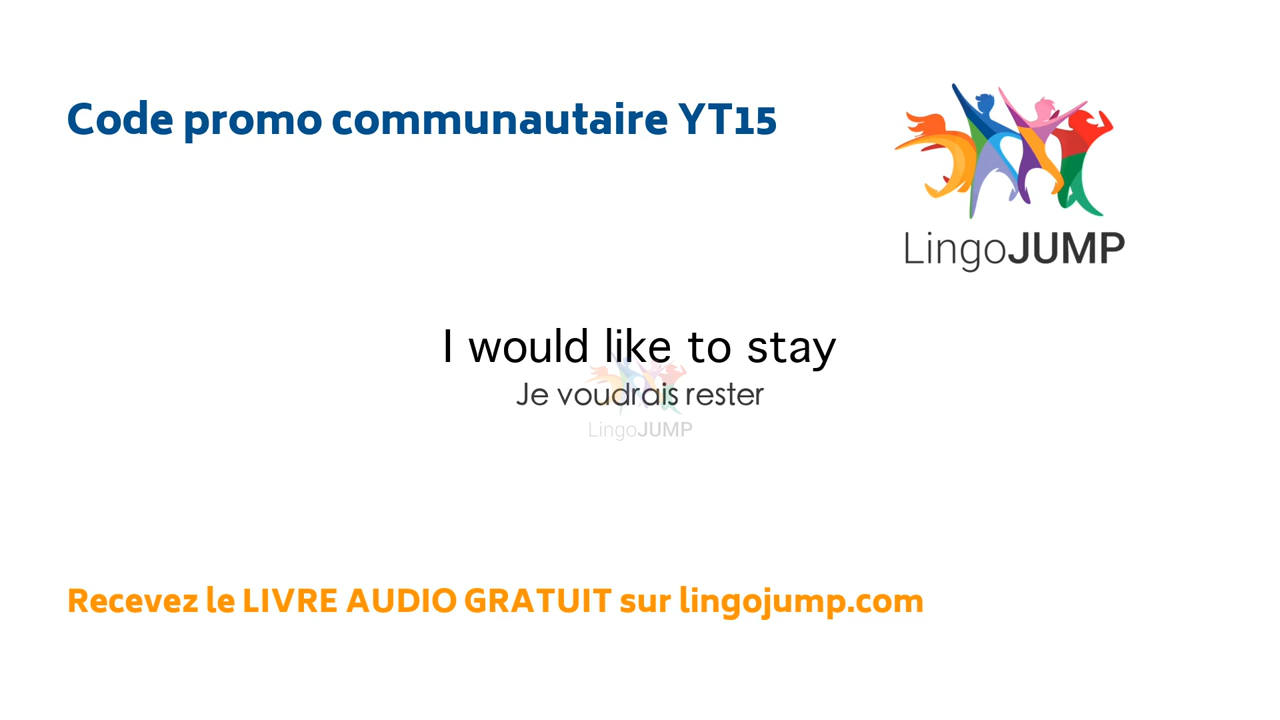 Code promo communautaire YT15
LingoJUMP
I would like to stay
Je voudrais rester
LingoJUMP
Recevez le LIVRE AUDIO GRATUIT sur lingojump.com